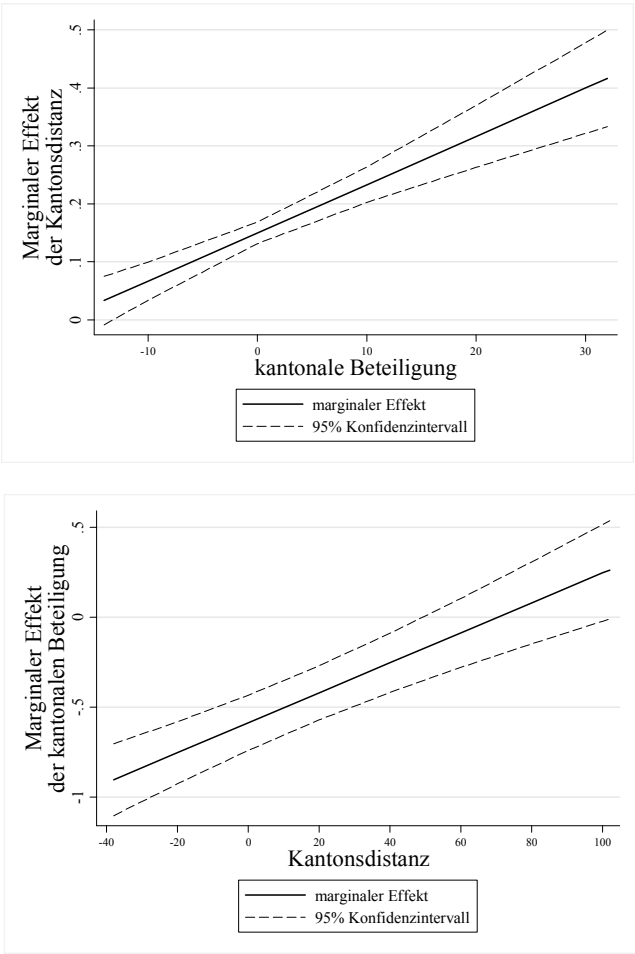 Marginaler Effekt
der Kantonsdistanz
.5
.4
.3
.2
.1
0
-10 0 10 20 30
kantonale Beteiligung
marginaler Effekt
95% Konfidenzintervall
Marginaler Effekt
der kantonalen Beteiligung
.5
0
-.5
-1
-40 -20 0 20 40 60 80 100
Kantonsdistanz
marginaler Effekt
95% Konfidenzintervall